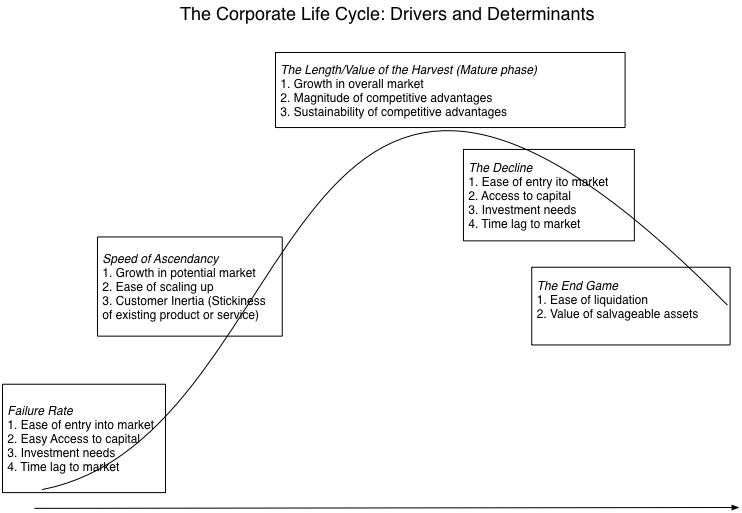 The Corporate Life Cycle: Drivers and Determinants
The Length/Value of the Harvest (Mature phase)
1. Growth in overall market
2. Magnitude of competitive advantages
3. Sustainability of competitive advantages
The Decline
1. Ease of entry ito market
2. Access to capital
3. Investment needs
4. Time lag to market
Speed of Ascendancy
1. Growth in potential market
2. Ease of scaling up
3. Customer Inertia (Stickiness
of existing product or service)
The End Game
1. Ease of liquidation
2. Value of salvageable assets
Failure Rate
1. Ease of entry into market
2. Easy Access to capital
3. Investment needs
4. Time lag to market